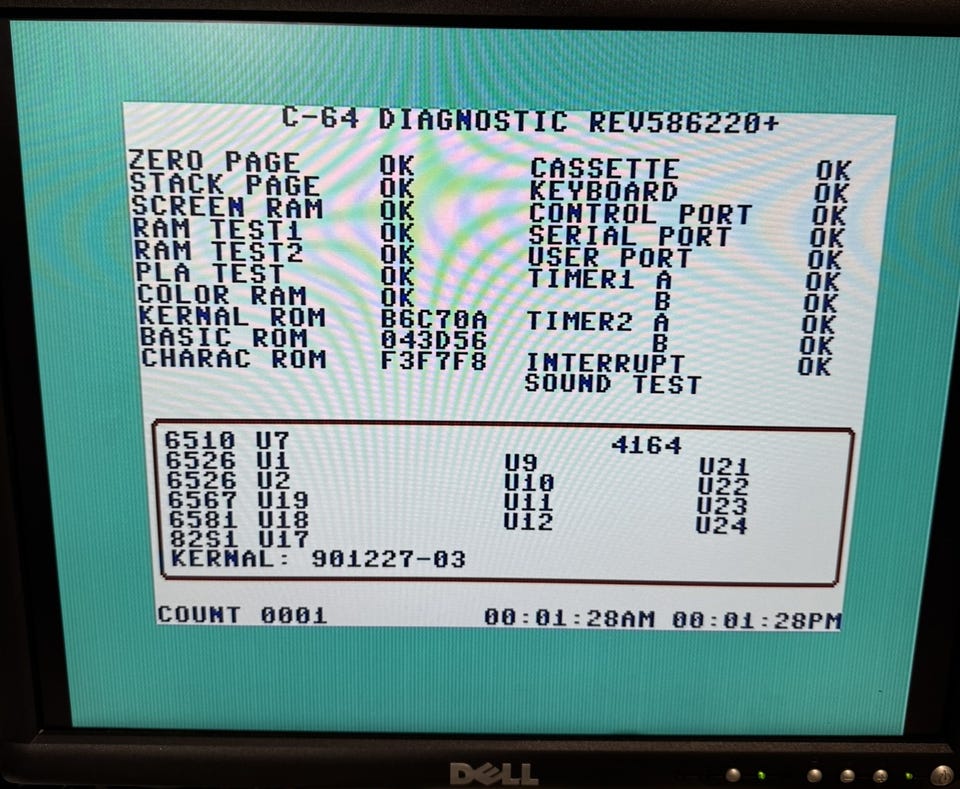 C-64 DIAGNOSTIC REV586220+
ZERO PAGE OK
STACK PAGE OK
SCREEN RAM OK
RAM TEST1 OK
RAM TEST2 OK
PLA TEST OK
COLOR RAM OK
KERNAL ROM B6C70A
BASIC ROM 043D56
CHARAC ROM F3F7F8
CASSETTE OK
KEYBOARD OK
CONTROL PORT OK
SERIAL PORT OK
USER PORT OK
TIMER1 A OK
B OK
TIMER2 A OK
B OK
INTERRUPT OK
SOUND TEST
6510 U7
6526 U1
6526 U2
6567 U19
6581 U18
82S1 U17
KERNAL: 901227-03
4164
U9 U21
U10 U22
U11 U23
U12 U24
COUNT 0001 00:01:28AM 00:01:28PM
DELL